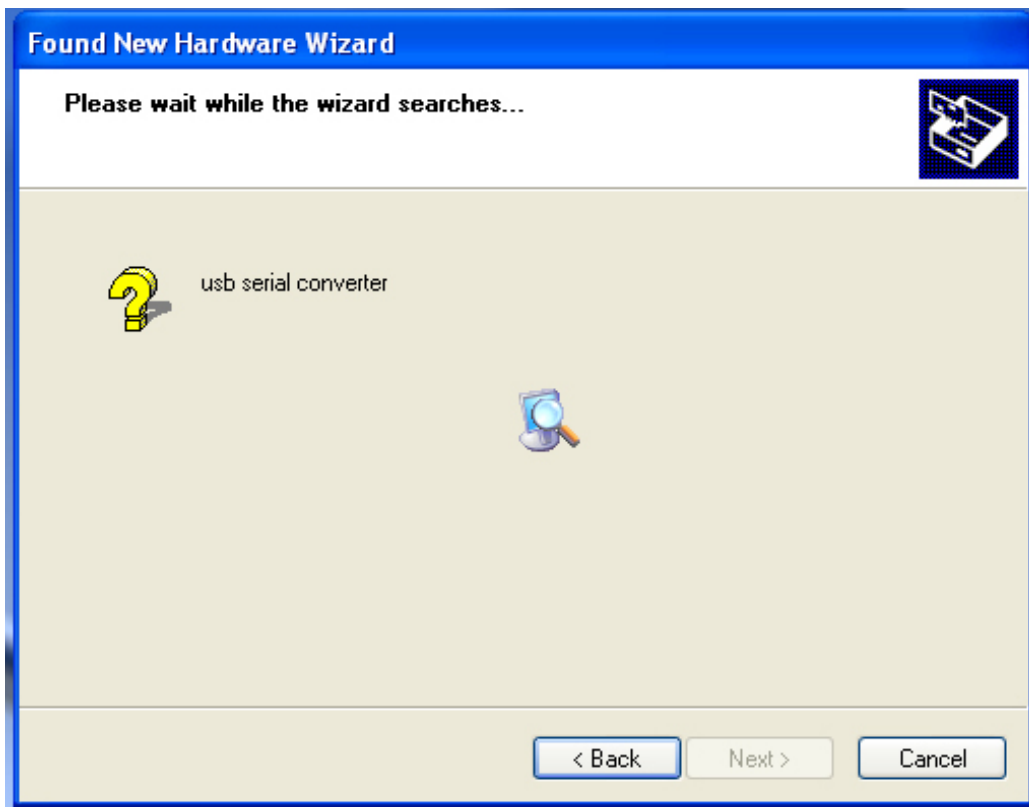 Found New Hardware Wizard
Please wait while the wizard searches...
usb serial converter
< Back
Next >
Cancel